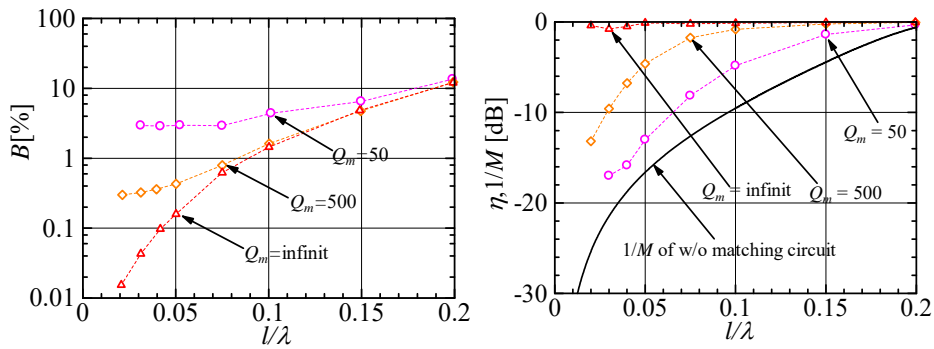 100
10
1
0.1
0.01
0 0.05 0.1 0.15 0.2
B [%]
l/λ
Qm=50
Qm=500
Qm=infinit
0
-10
-20
-30
0 0.05 0.1 0.15 0.2
η,1/M [dB]
l/λ
Qm = 50
Qm = infinit
Qm = 500
1/M of w/o matching circuit